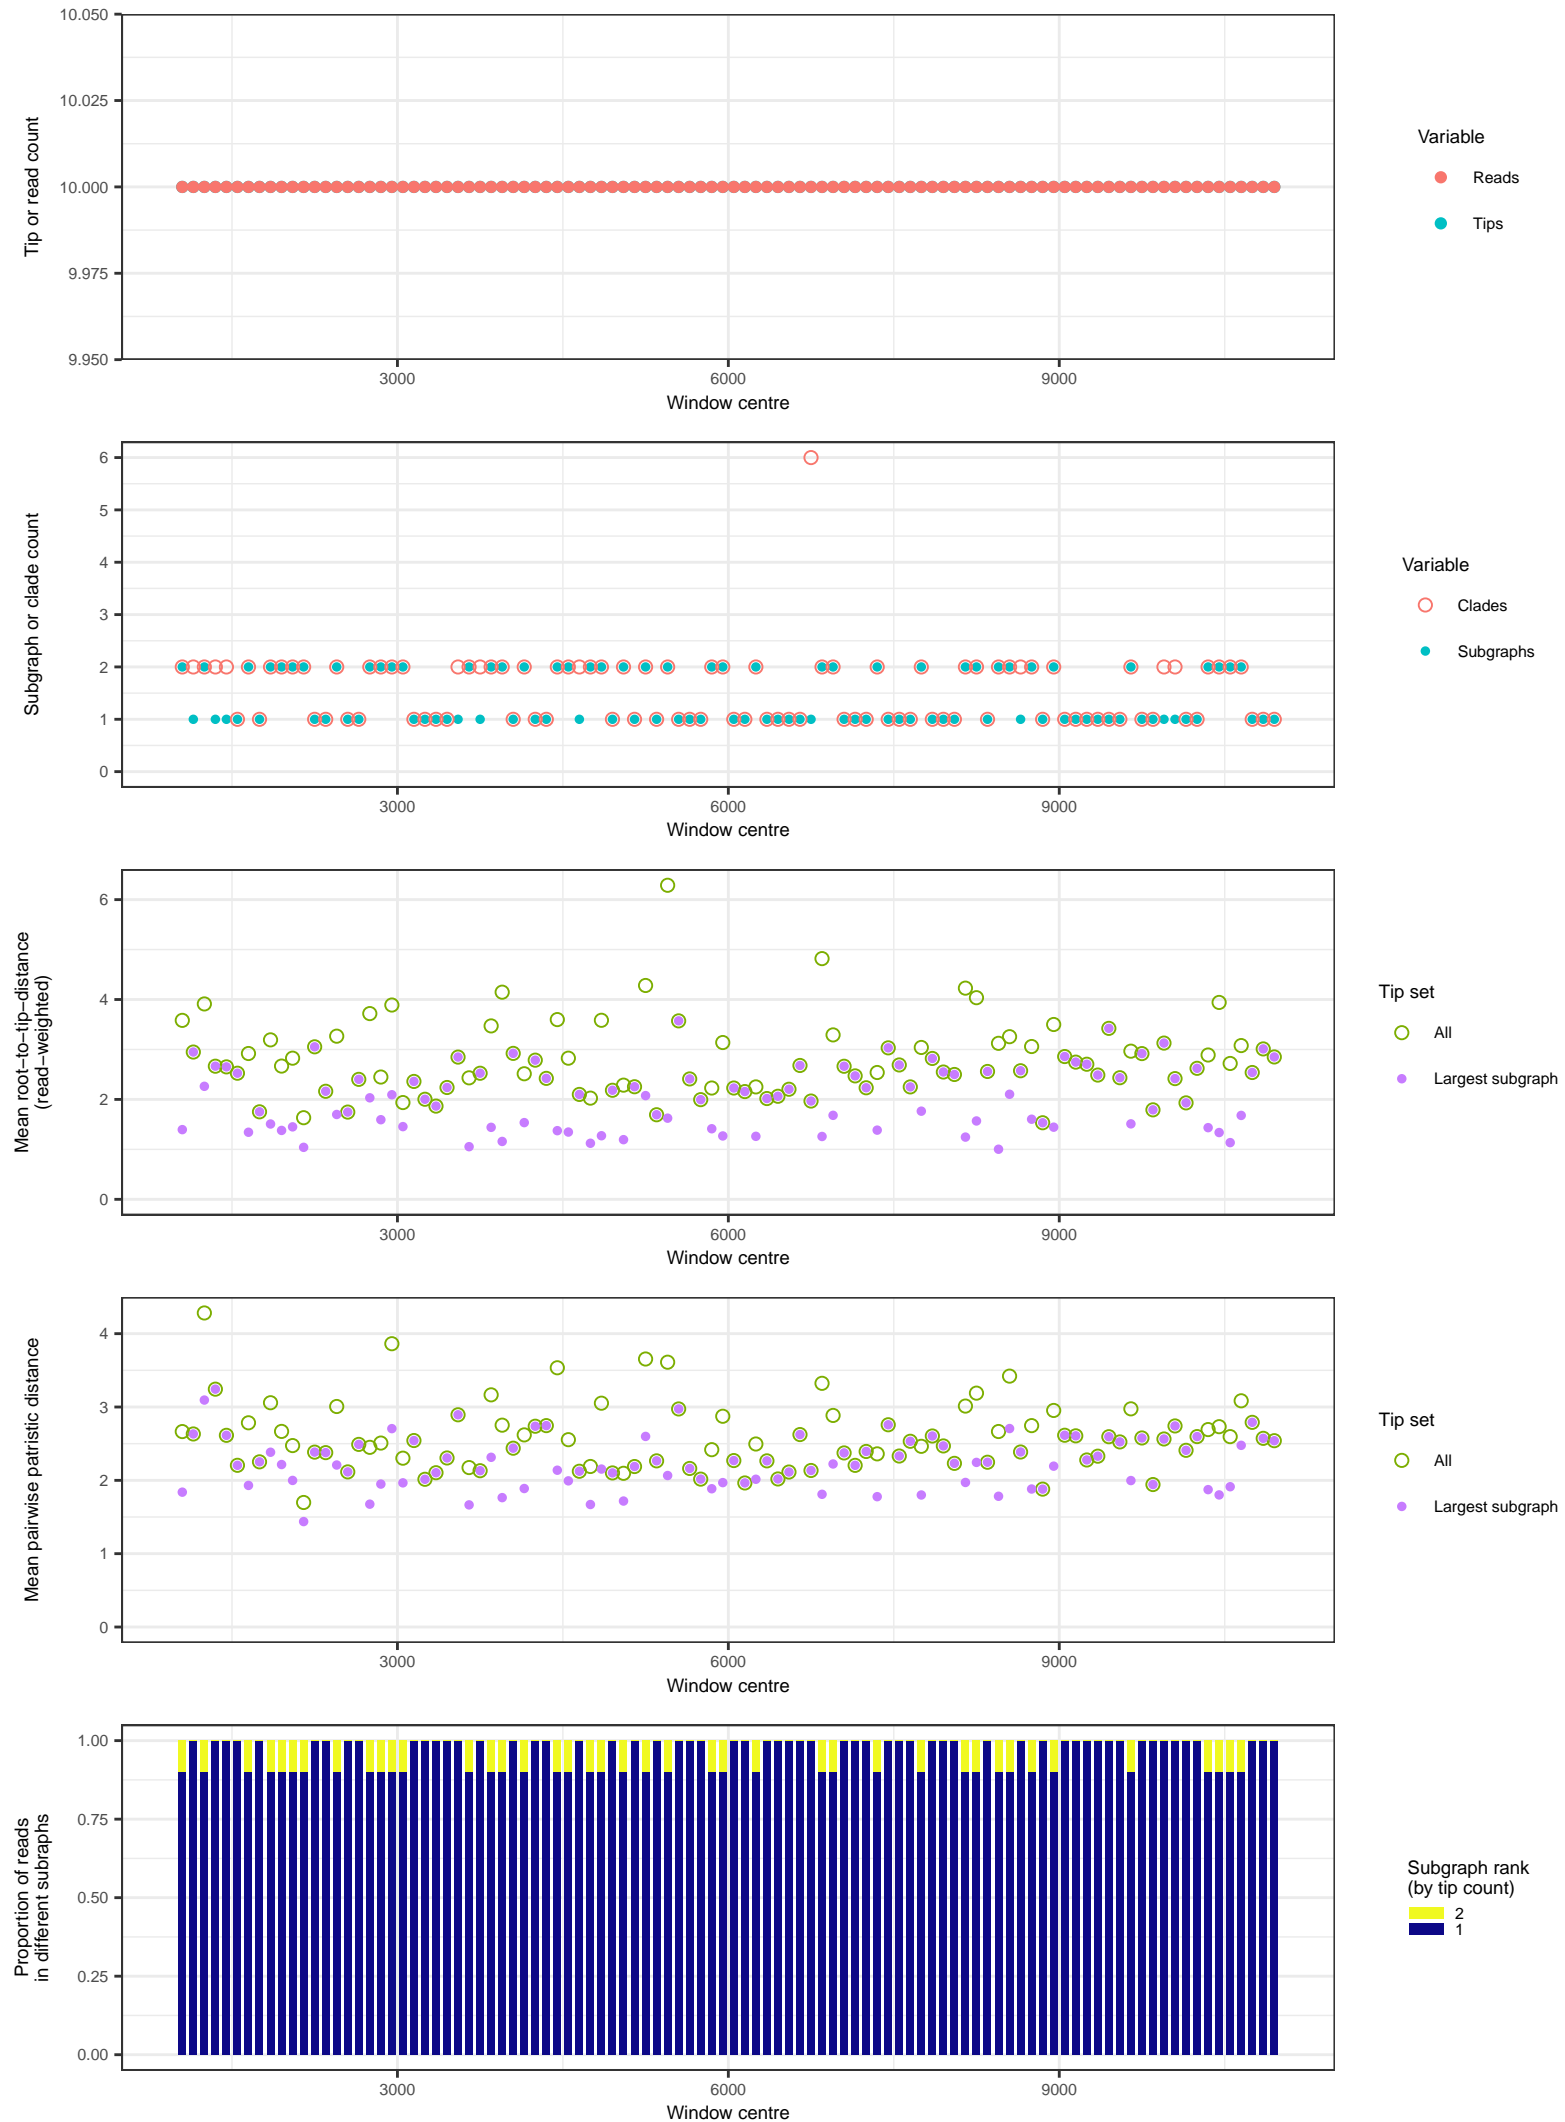 10.050
10.025
10.000
9.975
9.950
Tip or read count
3000 6000 9000
Window centre
Variable
Reads
Tips
6
5
4
3
2
1
0
Subgraph or clade count
3000 6000 9000
Window centre
Variable
Clades
Subgraphs
6
4
2
0
Mean root−to−tip−distance
(read−weighted)
3000 6000 9000
Window centre
Tip set
All
Largest subgraph
4
3
2
1
0
Mean pairwise patristic distance
3000 6000 9000
Window centre
Tip set
All
Largest subgraph
1.00
0.75
0.50
0.25
0.00
Proportion of reads
in different subraphs
3000 6000 9000
Window centre
Subgraph rank
(by tip count)
2
1